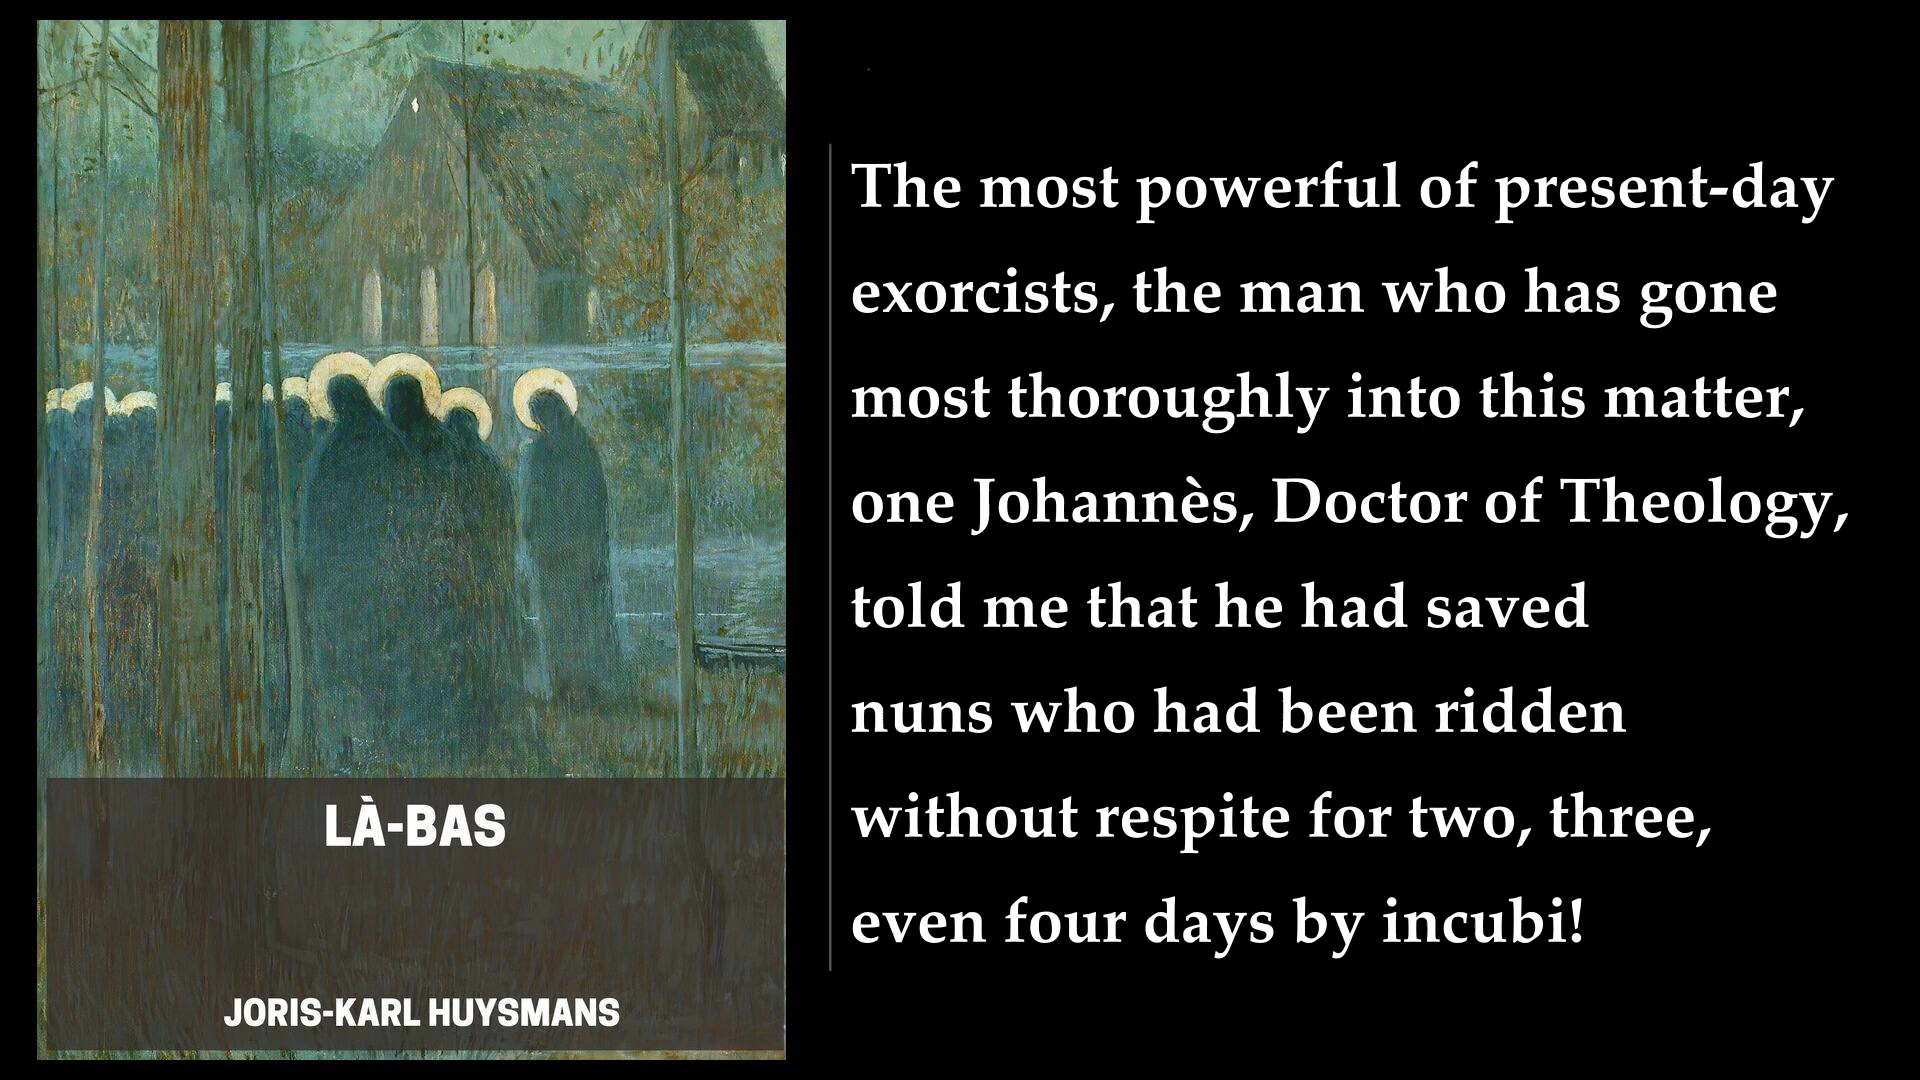 LÀ-BAS
JORIS-KARL HUYSMANS
The most powerful of present-day
exorcists, the man who has gone
most thoroughly into this matter,
one Johannès, Doctor of Theology,
told me that he had saved
nuns who had been ridden
without respite for two, three,
even four days by incubi!